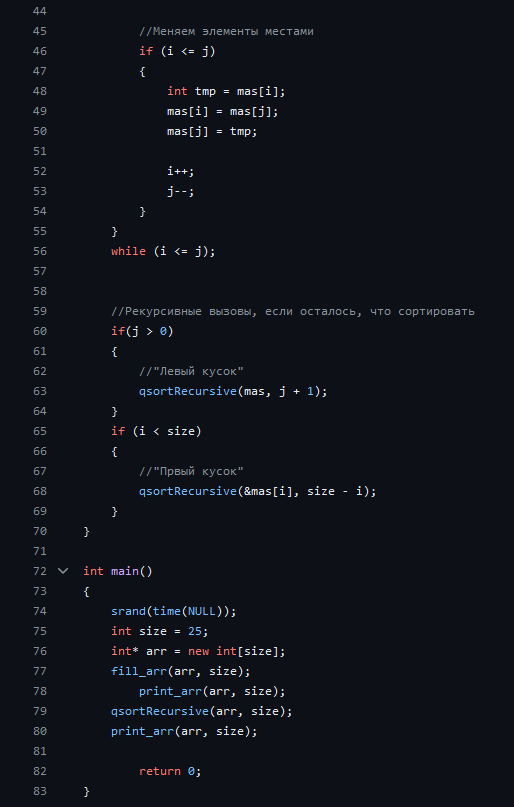 44
45 //Меняем элементы местами
46 if (i <= j)
47 {
48 int tmp = mas[i];
49 mas[i] = mas[j];
50 mas[j] = tmp;
51
52 i++;
53 j--;
54 }
55 }
56 while (i <= j);
57
58
59 //Рекурсивные вызовы, если осталось, что сортировать
60 if(j > 0)
61 {
62 //"Левый кусок"
63 qsortRecursive(mas, j + 1);
64 }
65 if (i < size)
66 {
67 //"Првый кусок"
68 qsortRecursive(&mas[i], size - i);
69 }
70 }
71
72 int main()
73 {
74 srand(time(NULL));
75 int size = 25;
76 int* arr = new int[size];
77 fill_arr(arr, size);
78 print_arr(arr, size);
79 qsortRecursive(arr, size);
80 print_arr(arr, size);
81
82 return 0;
83 }